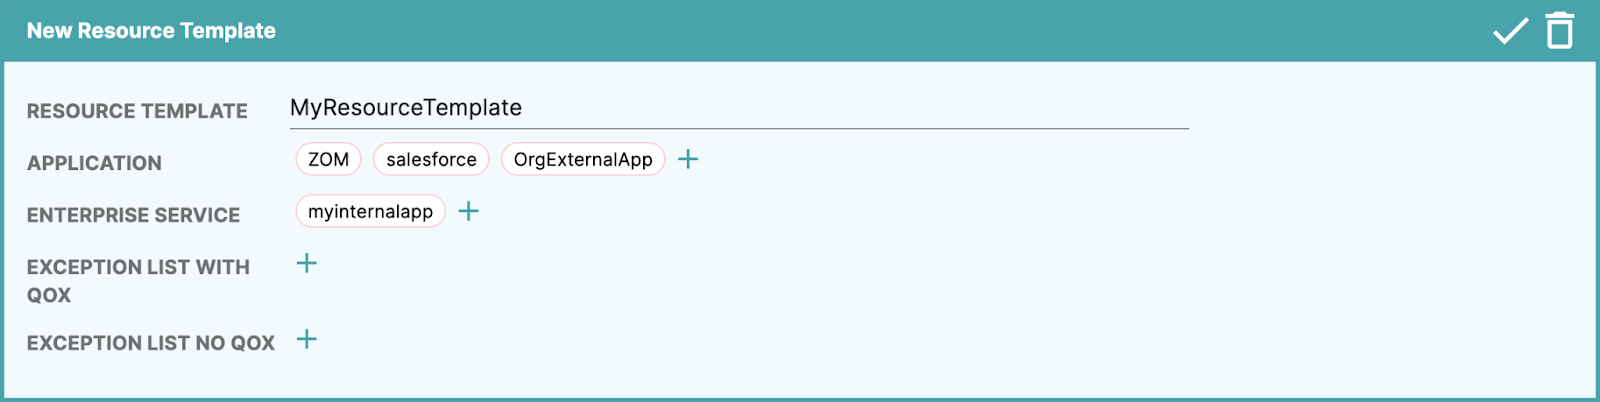 New Resource Template
RESOURCE TEMPLATE MyResourceTemplate
APPLICATION ZOM salesforce OrgExternalApp +
ENTERPRISE SERVICE myinternalapp +
EXCEPTION LIST WITH +
QOX
EXCEPTION LIST NO QOX +